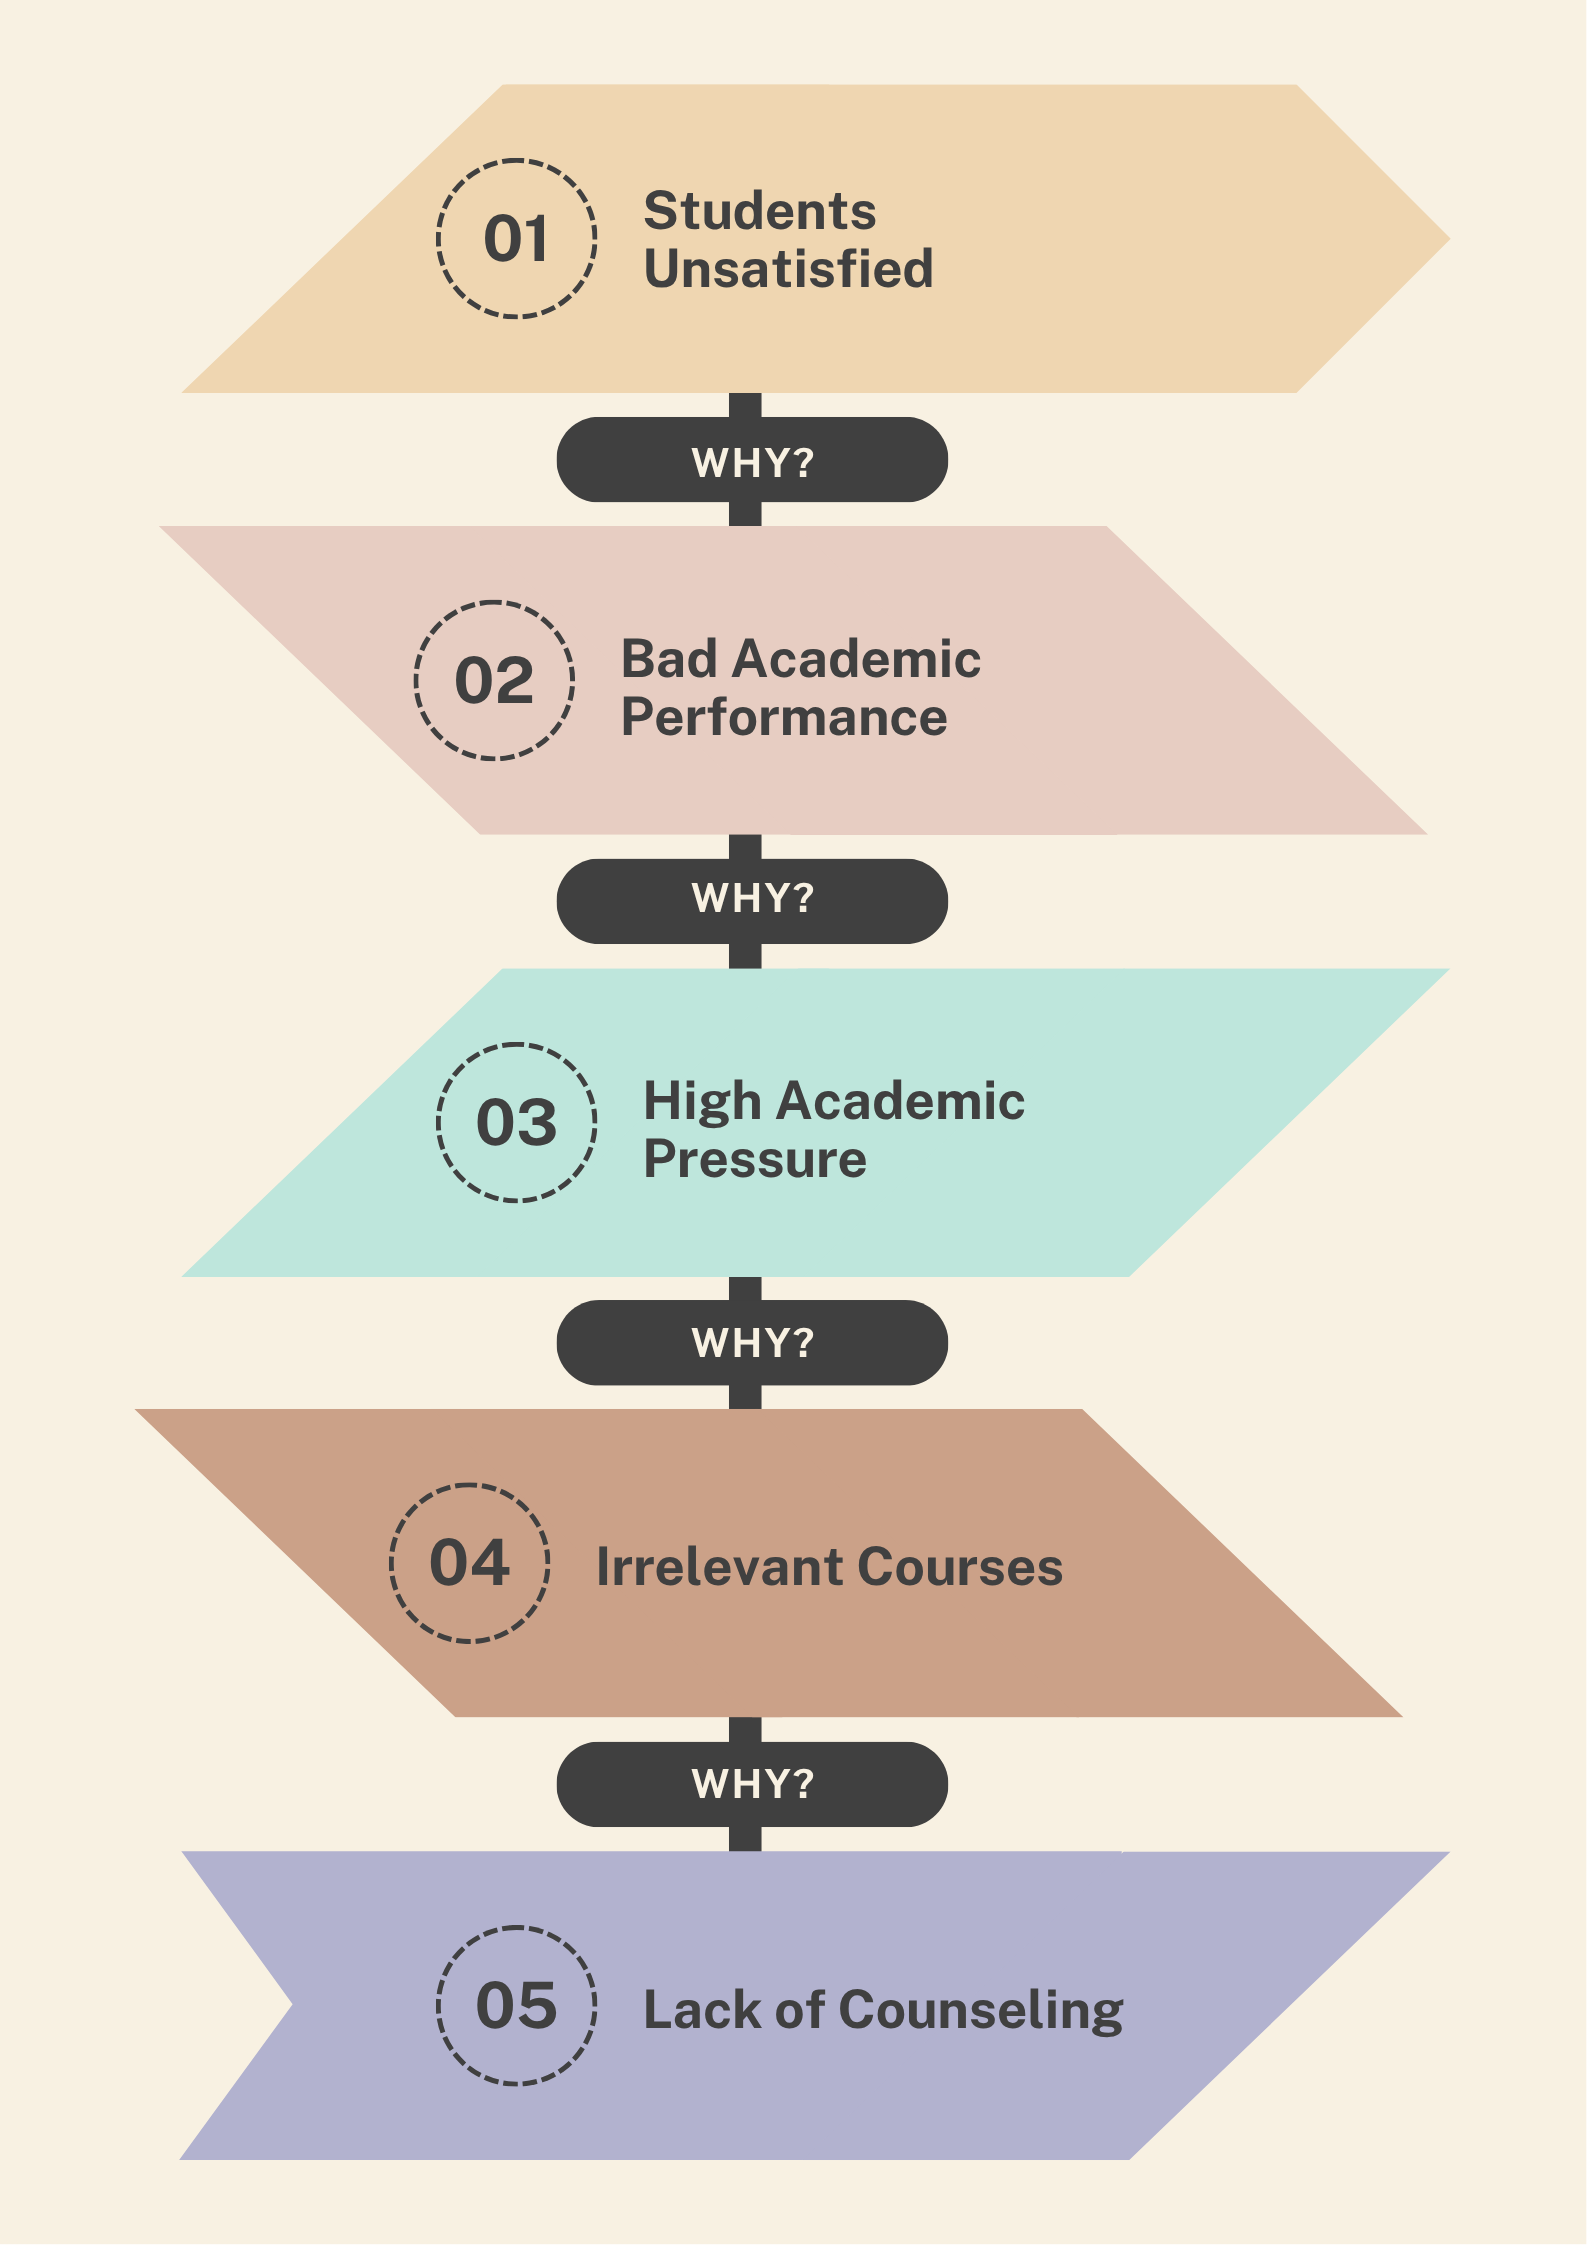 01
Students
Unsatisfied
WHY?
02
Bad Academic
Performance
WHY?
03
High Academic
Pressure
WHY?
04
Irrelevant Courses
WHY?
05
Lack of Counseling